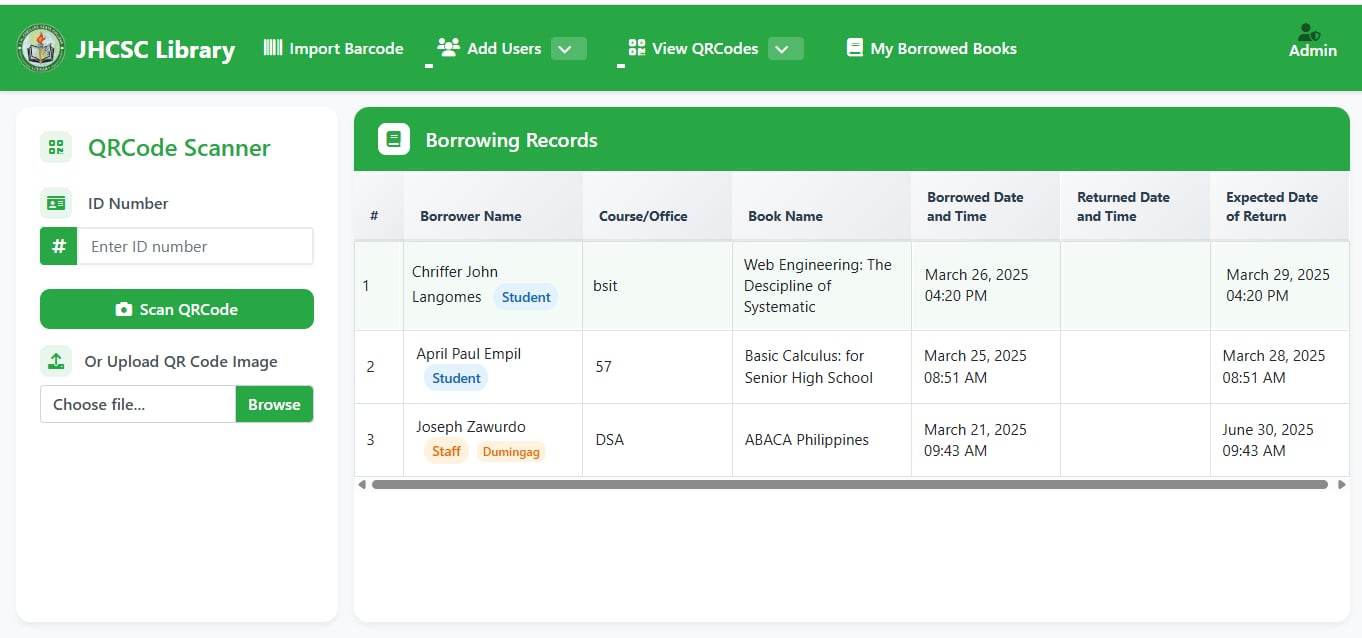 JHCSC Library
Import Barcode
Add Users
View QRCodes
My Borrowed Books
Admin
QRCode Scanner
ID Number
# Enter ID number
Scan QRCode
Or Upload QR Code Image
Choose file... Browse
Borrowing Records
#
Borrower Name
Course/Office
Book Name
Borrowed Date
and Time
Returned Date
and Time
Expected Date
of Return
1
Chriffer John
Langomes Student
bsit
Web Engineering: The
Descipline of
Systematic
March 26, 2025
04:20 PM
March 29, 2025
04:20 PM
2
April Paul Empil
Student
57
Basic Calculus: for
Senior High School
March 25, 2025
08:51 AM
March 28, 2025
08:51 AM
3
Joseph Zawurdo
Staff Dumingag
DSA
ABACA Philippines
March 21, 2025
09:43 AM
June 30, 2025
09:43 AM